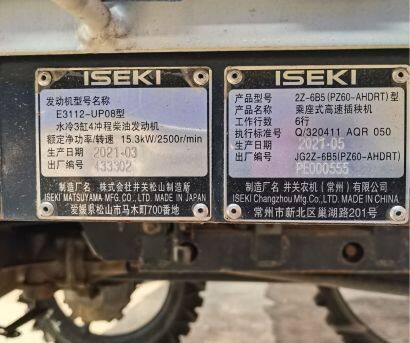 ISEKI
发动机型号名称
E3112-UP08型
水冷3缸4冲程柴油发动机
额定净功率/转速 15.3kW/2500r/min
生产日期 2021-03
出厂编号 433302
制造厂名 株式会社井关松山制造所
ISEKI MATSUYAMA MFG.CO.,LTD. MADE IN JAPAN
爱媛県松山市马木町700番地
ISEKI
产品型号 2Z-6B5(PZ60-AHDRT)型
产品名称 乘座式高速插秧机
工作行数 6行
执行标准号 Q/320411 AQR 050
生产日期 2021-05
出厂编号 JG2Z-6B5(PZ60-AHDRT)
PE000555
制造厂名 井关农机（常州）有限公司
ISEKI Changzhou MFG.CO.,LTD. MADE IN CHINA
常州市新北区巢湖路201号